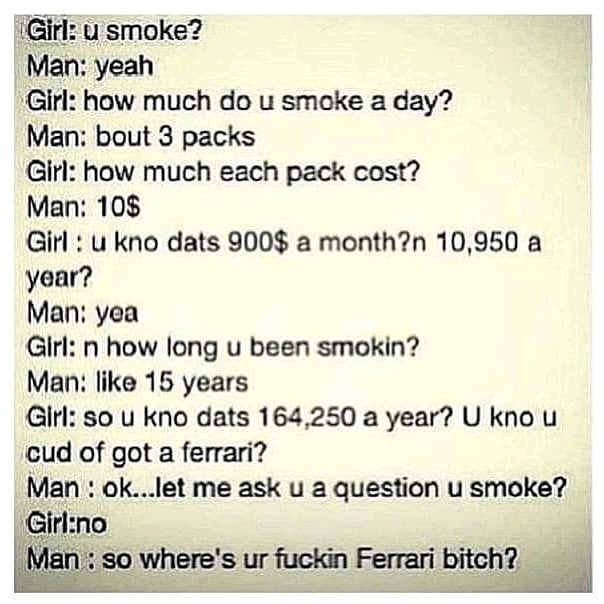 Girl: u smoke?
Man: yeah
Girl: how much do u smoke a day?
Man: bout 3 packs
Girl: how much each pack cost?
Man: 10$
Girl : u kno dats 900$ a month?n 10,950 a
year?
Man: yea
Girl: n how long u been smokin?
Man: like 15 years
Girl: so u kno dats 164,250 a year? U kno u
cud of got a ferrari?
Man : ok...let me ask u a question u smoke?
Girl:no
Man : so where's ur fuckin Ferrari bitch?